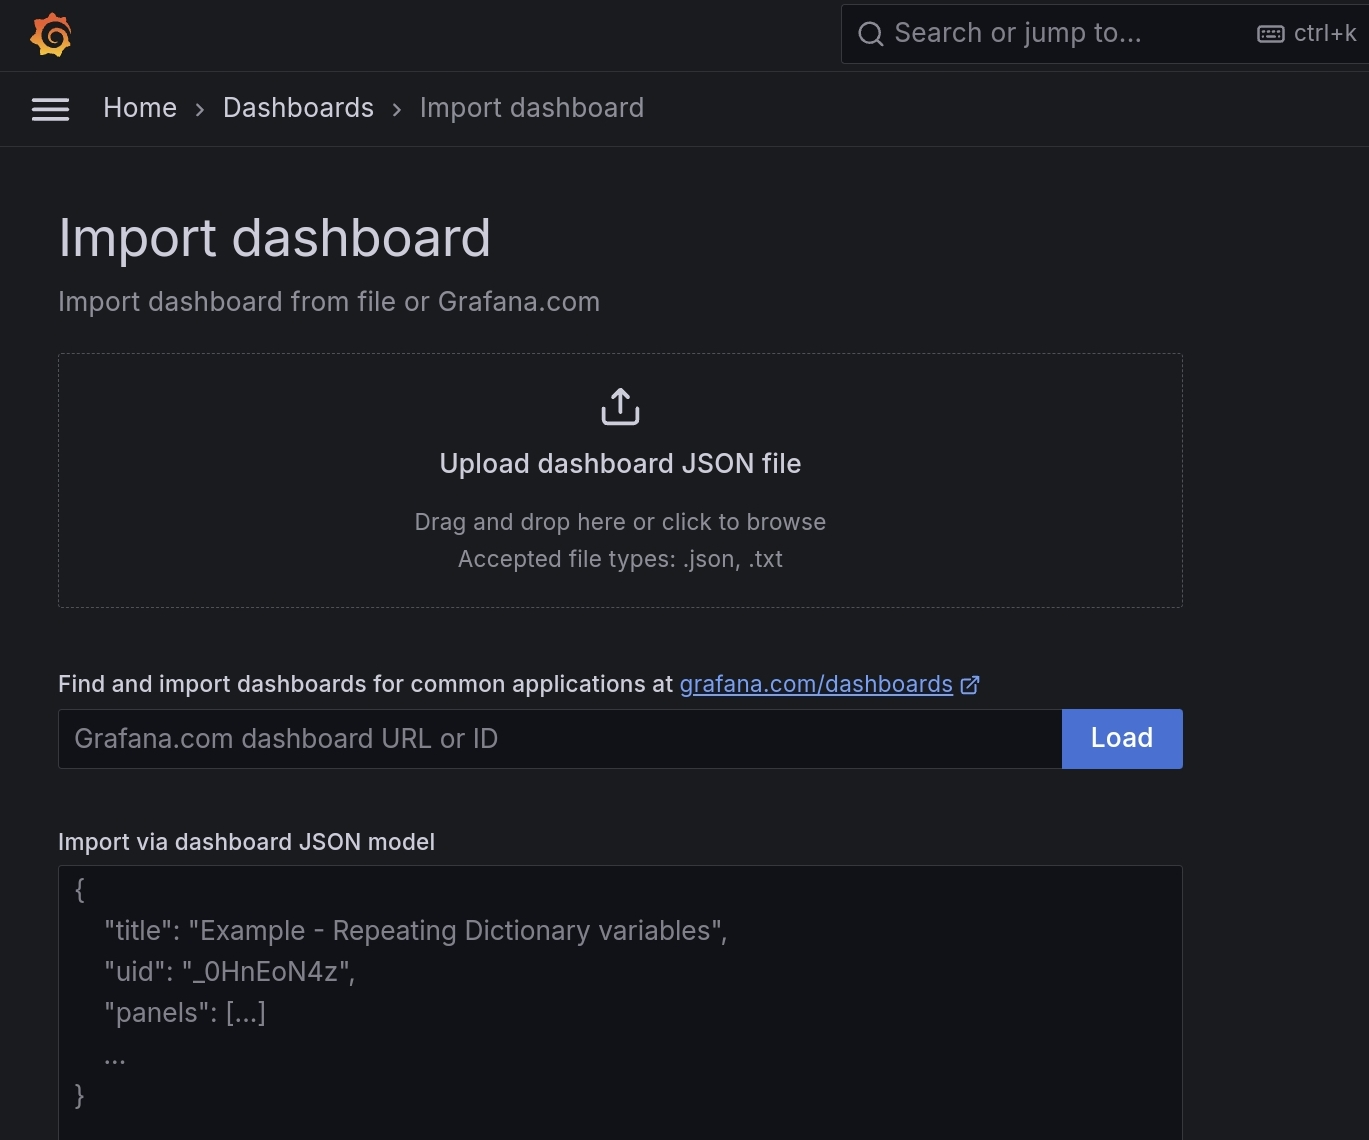 Search or jump to...
ctrl+k
Home › Dashboards › Import dashboard
Import dashboard
Import dashboard from file or Grafana.com
Upload dashboard JSON file
Drag and drop here or click to browse
Accepted file types: .json, .txt
Find and import dashboards for common applications at grafana.com/dashboards
Grafana.com dashboard URL or ID
Load
Import via dashboard JSON model
{
"title": "Example - Repeating Dictionary variables",
"uid": "_0HnEoN4z",
"panels": [...]
...
}